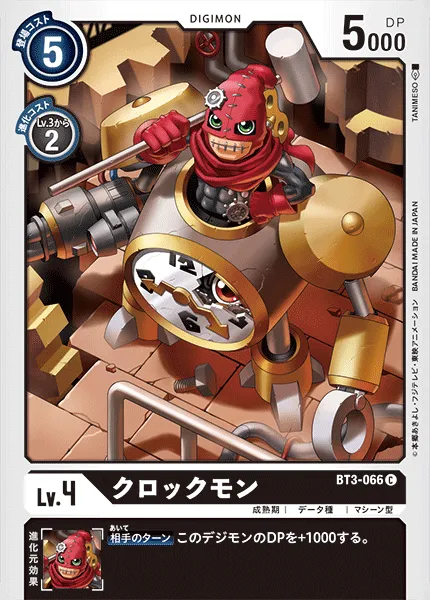 DIGIMON
登場コスト
5
DP
5000
進化コスト
Lv.3から
2
TANIMESO
©本郷あきよし・フジテレビ・東映アニメーション BANDAI MADE IN JAPAN
12
BT3-066 C
Lv.4
クロックモン
成熟期 | データ種 | マシーン型
進化元効果
あいて
相手のターン このデジモンのDPを+1000する。